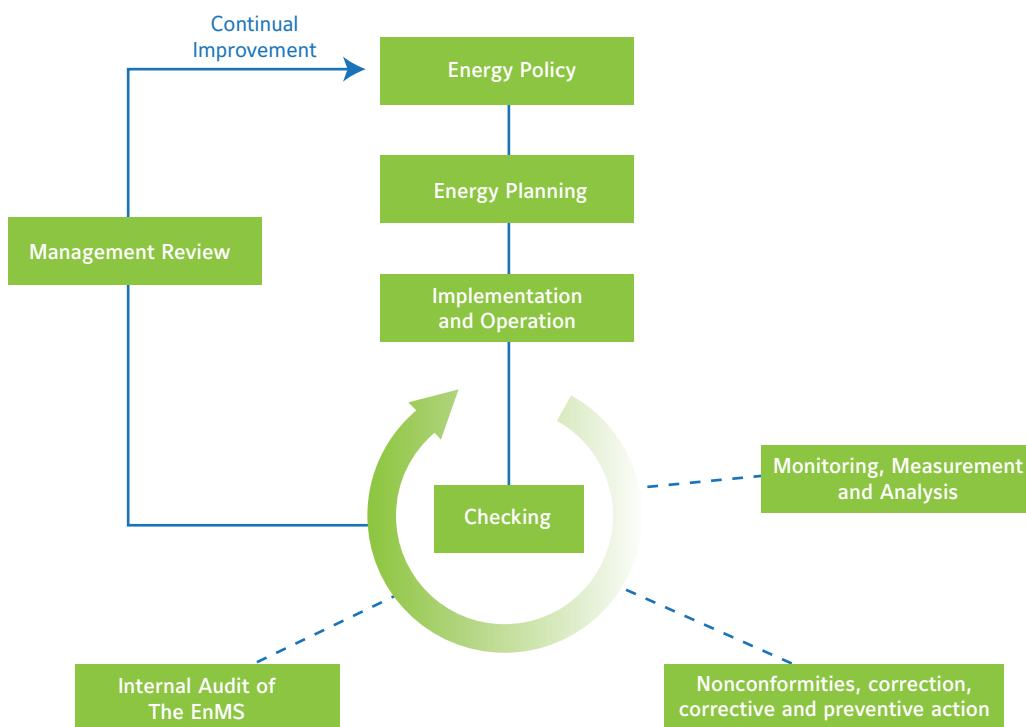 Continual
Improvement
Energy Policy
Energy Planning
Management Review
Implementation
and Operation
Monitoring, Measurement
and Analysis
Checking
Internal Audit of
The EnMS
Nonconformities, correction,
corrective and preventive action